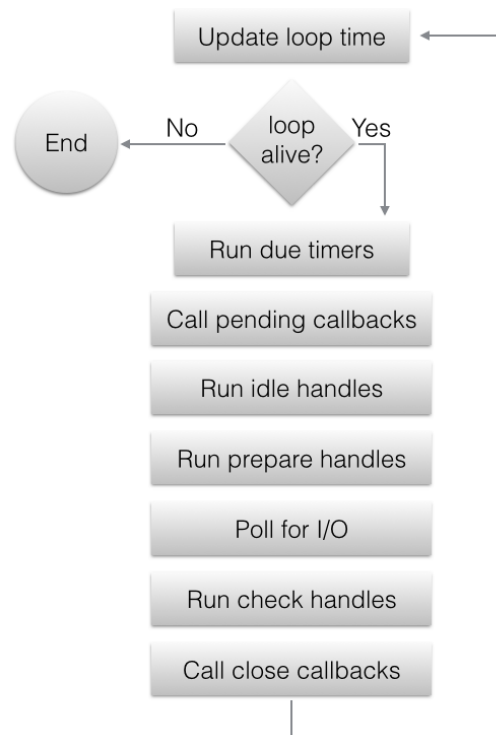 Update loop time
No
loop
alive?
Yes
End
Run due timers
Call pending callbacks
Run idle handles
Run prepare handles
Poll for I/O
Run check handles
Call close callbacks